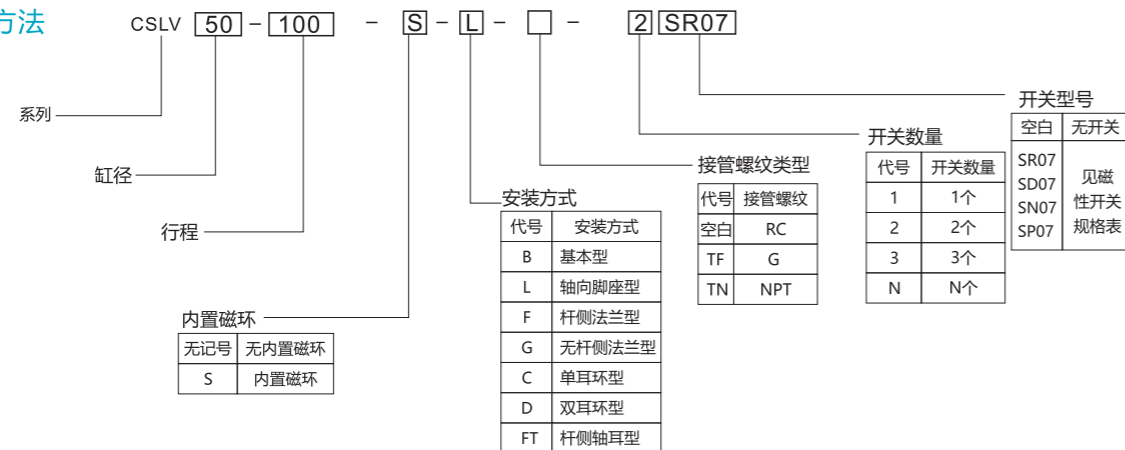 方法
CSLV 50 - 100 - S - L - □ - 2 SR07
系列
缸径
行程
内置磁环
无记号 无内置磁环
S 内置磁环
安装方式
代号 安装方式
B 基本型
L 轴向脚座型
F 杆侧法兰型
G 无杆侧法兰型
C 单耳环型
D 双耳环型
FT 杆侧轴耳型
接管螺纹类型
代号 接管螺纹
空白 RC
TF G
TN NPT
开关数量
代号 开关数量
1 1个
2 2个
3 3个
N N个
开关型号
空白 无开关
SR07
SD07
SN07
SP07
见磁
性开关
规格表